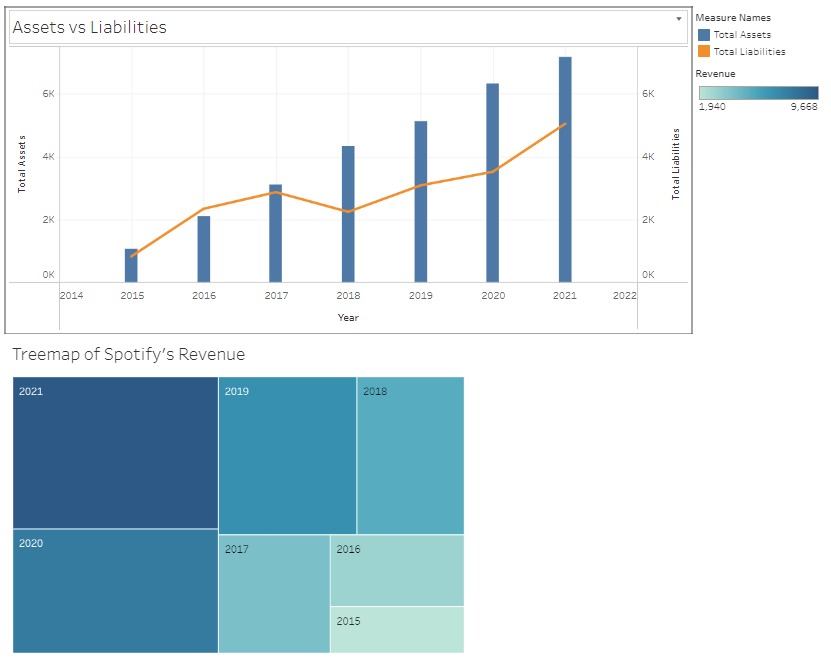 Assets vs Liabilities
Measure Names
Total Assets
Total Liabilities
Revenue
1,940 9,668
Total Assets
6K
4K
2K
0K
6K
4K
2K
0K
Total Liabilities
2014 2015 2016 2017 2018 2019 2020 2021 2022
Year
Treemap of Spotify's Revenue
2021 2019 2018
2020
2017 2016
2015